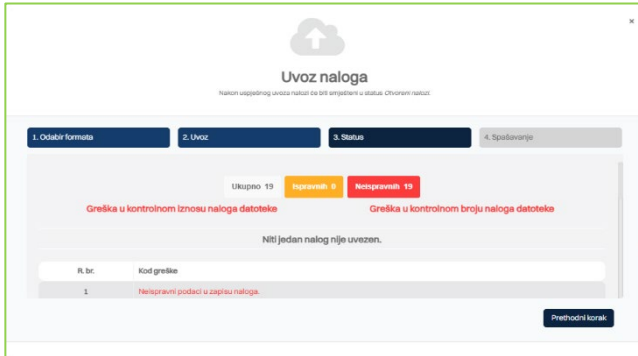 ×
Uvoz naloga
Nakon uspješnog uvoza nalozi će biti smješteni u status Otvoreni nalozi.
1. Odabir formata
2. Uvoz
3. Status
4. Spašavanje
Ukupno 19
Ispravnih 0
Neispravnih 19
Greška u kontrolnom iznosu naloga datoteke
Greška u kontrolnom broju naloga datoteke
Niti jedan nalog nije uvezen.
R. br. Kod greške
1 Neispravni podaci u zapisu naloga.
Prethodni korak